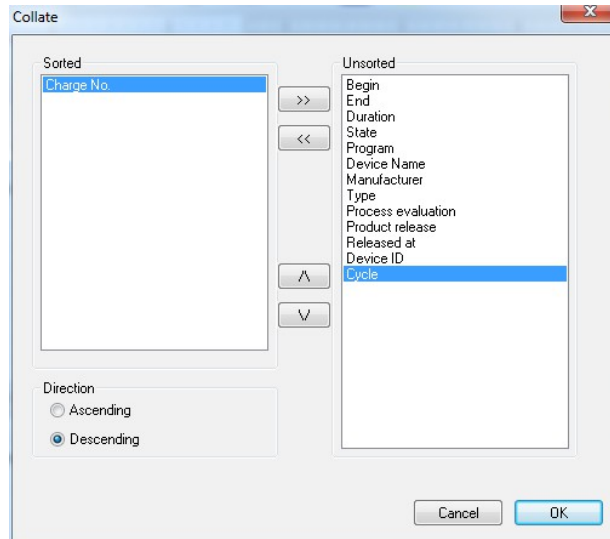 Collate
X
Sorted
Charge No.
>>
<<
/\
\/
Direction
Ascending
Descending
Unsorted
Begin
End
Duration
State
Program
Device Name
Manufacturer
Type
Process evaluation
Product release
Released at
Device ID
Cycle
Cancel
OK